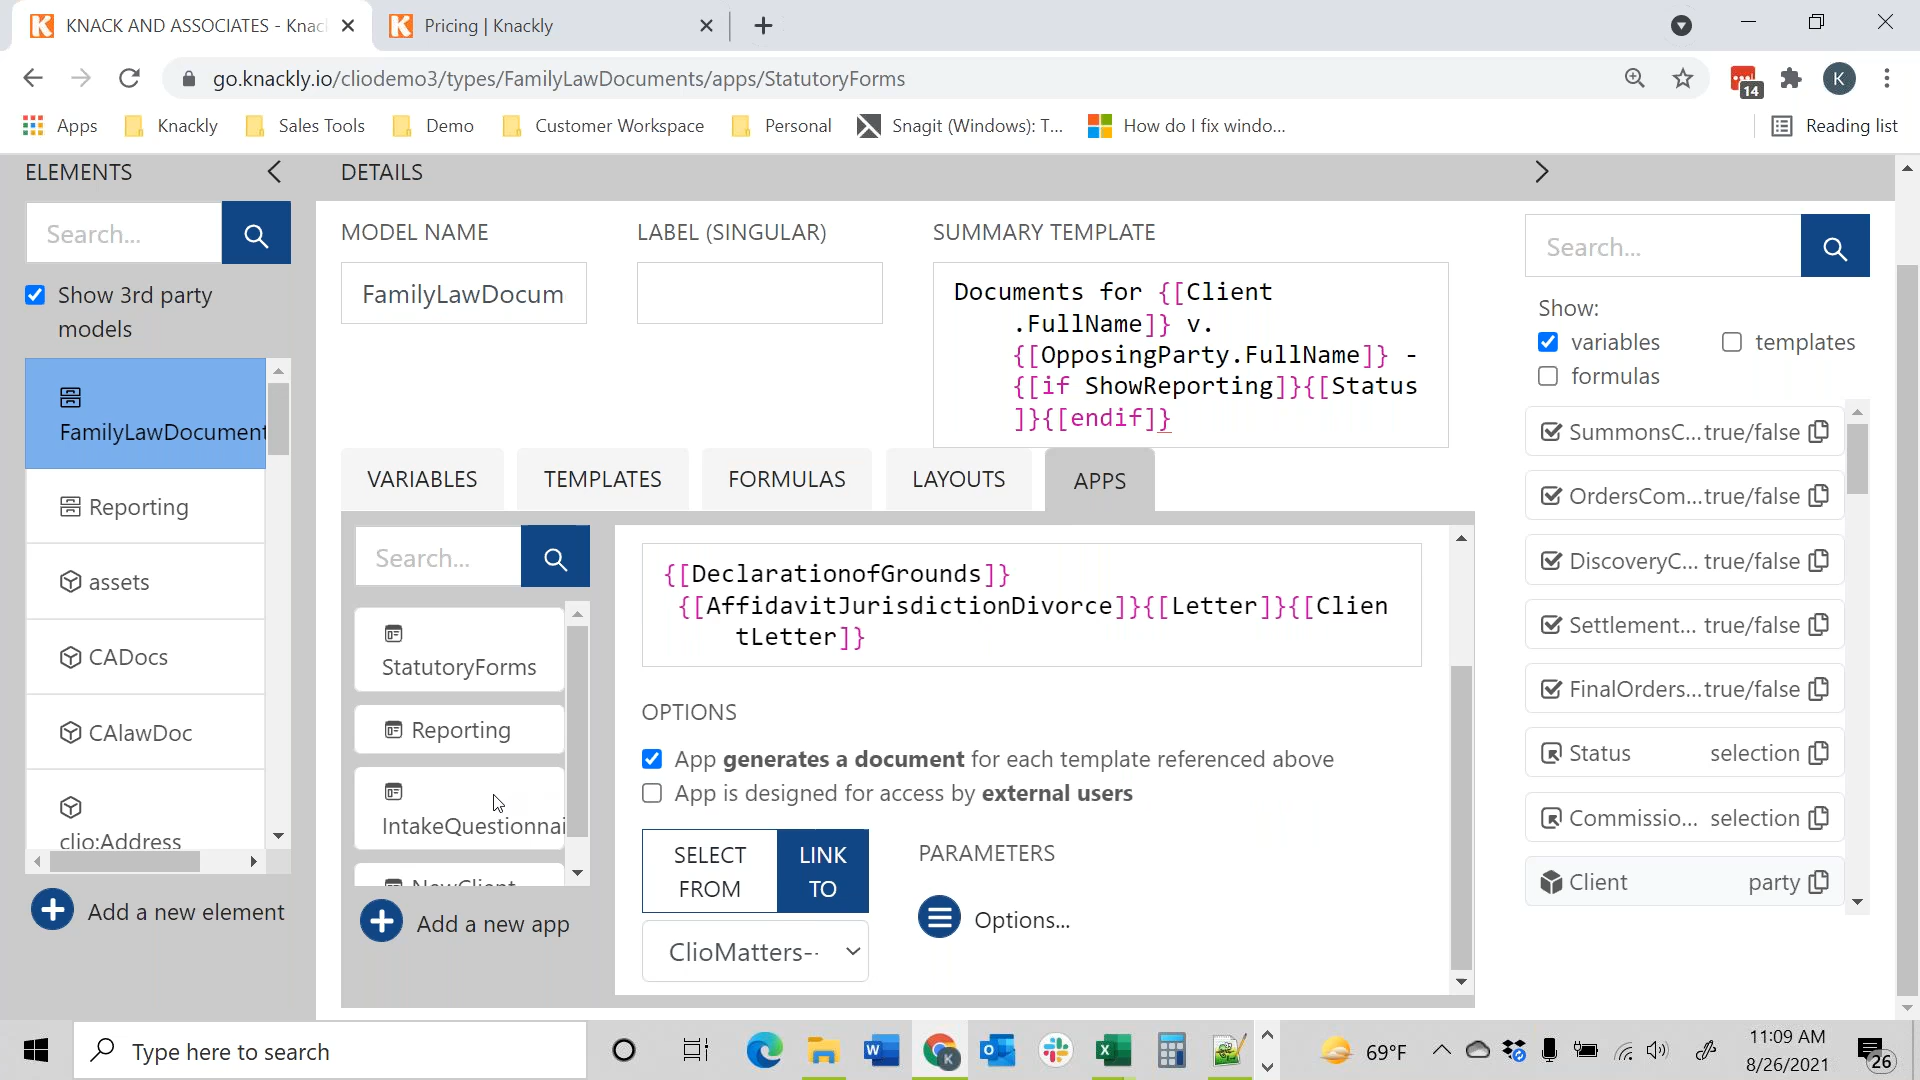 KNACK AND ASSOCIATES - Knac
Pricing | Knackly
go.knackly.io/cliodemo3/types/FamilyLawDocuments/apps/StatutoryForms
14
K
Apps
Knackly
Sales Tools
Demo
Customer Workspace
Personal
Snagit (Windows): T...
How do I fix windo...
Reading list
ELEMENTS
DETAILS
Search...
Show 3rd party
models
FamilyLawDocument
Reporting
assets
CADocs
CAlawDoc
clio:Address
Add a new element
MODEL NAME
FamilyLawDocum
LABEL (SINGULAR)
SUMMARY TEMPLATE
Documents for {[Client
.FullName]} v.
{[OpposingParty.FullName]} -
{[if ShowReporting]}{[Status
]}{[endif]}
VARIABLES
TEMPLATES
FORMULAS
LAYOUTS
APPS
Search...
StatutoryForms
Reporting
IntakeQuestionnai
NewClient
Add a new app
{[DeclarationofGrounds]}
{[AffidavitJurisdictionDivorce]}{[Letter]}{[Clien
tLetter]}
OPTIONS
App generates a document for each template referenced above
App is designed for access by external users
SELECT
FROM
LINK
TO
ClioMatters--
PARAMETERS
Options...
Search...
Show:
variables
templates
formulas
SummonsC...true/false
OrdersCom...true/false
DiscoveryC... true/false
Settlement... true/false
FinalOrders...true/false
Status selection
Commissio... selection
Client party
Type here to search
69°F
11:09 AM
8/26/2021
26